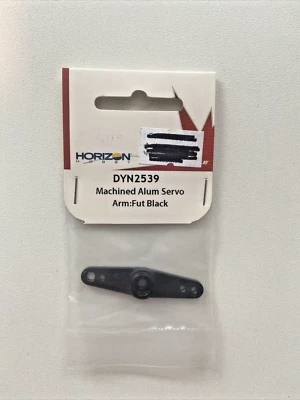 HORIZON
DYN2539
Machined Alum Servo
Arm:Fut Black